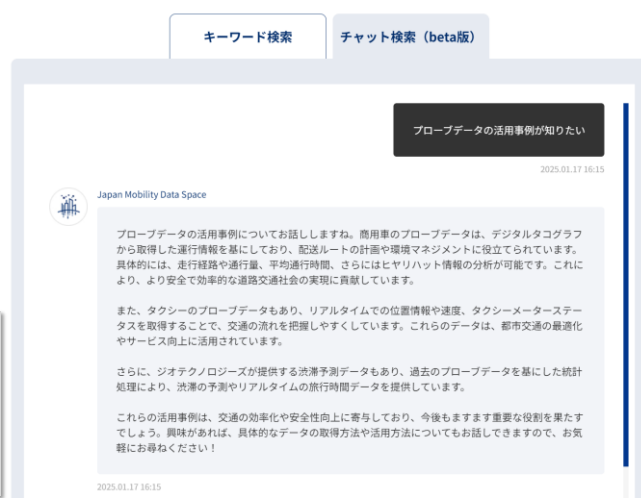 キーワード検索
チャット検索（beta版）
プローブデータの活用事例が知りたい
2025.01.17 16:15
Japan Mobility Data Space
プローブデータの活用事例についてお話ししますね。商用車のプローブデータは、デジタルタコグラフ
から取得した運行情報を基にしており、配送ルートの計画や環境マネジメントに役立てられています。
具体的には、走行経路や通行量、平均通行時間、さらにはヒヤリハット情報の分析が可能です。これに
より、より安全で効率的な道路交通社会の実現に貢献しています。
また、タクシーのプローブデータもあり、リアルタイムでの位置情報や速度、タクシーメーターステー
タスを取得することで、交通の流れを把握しやすくしています。これらのデータは、都市交通の最適化
やサービス向上に活用されています。
さらに、ジオテクノロジーズが提供する渋滞予測データもあり、過去のプローブデータを基にした統計
処理により、渋滞の予測やリアルタイムの旅行時間データを提供しています。
これらの活用事例は、交通の効率化や安全性向上に寄与しており、今後もますます重要な役割を果たす
でしょう。興味があれば、具体的なデータの取得方法や活用方法についてもお話しできますので、お気
軽にお尋ねください！
2025.01.17 16:15